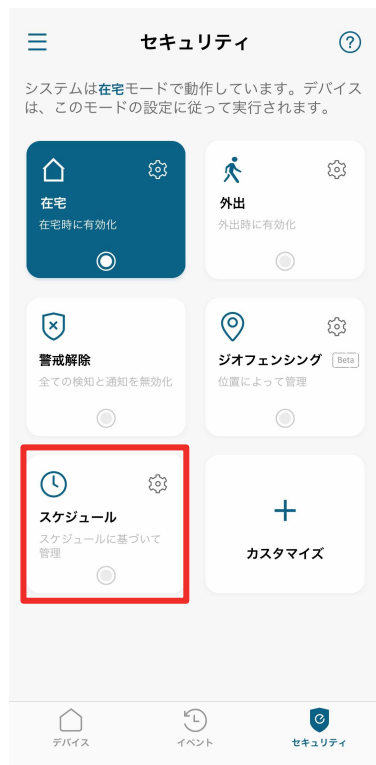 セキュリティ
システムは在宅モードで動作しています。デバイス
は、このモードの設定に従って実行されます。
在宅
在宅時に有効化
外出
外出時に有効化
警戒解除
全ての検知と通知を無効化
ジオフェンシング Beta
位置によって管理
スケジュール
スケジュールに基づいて
管理
カスタマイズ
デバイス
イベント
セキュリティ